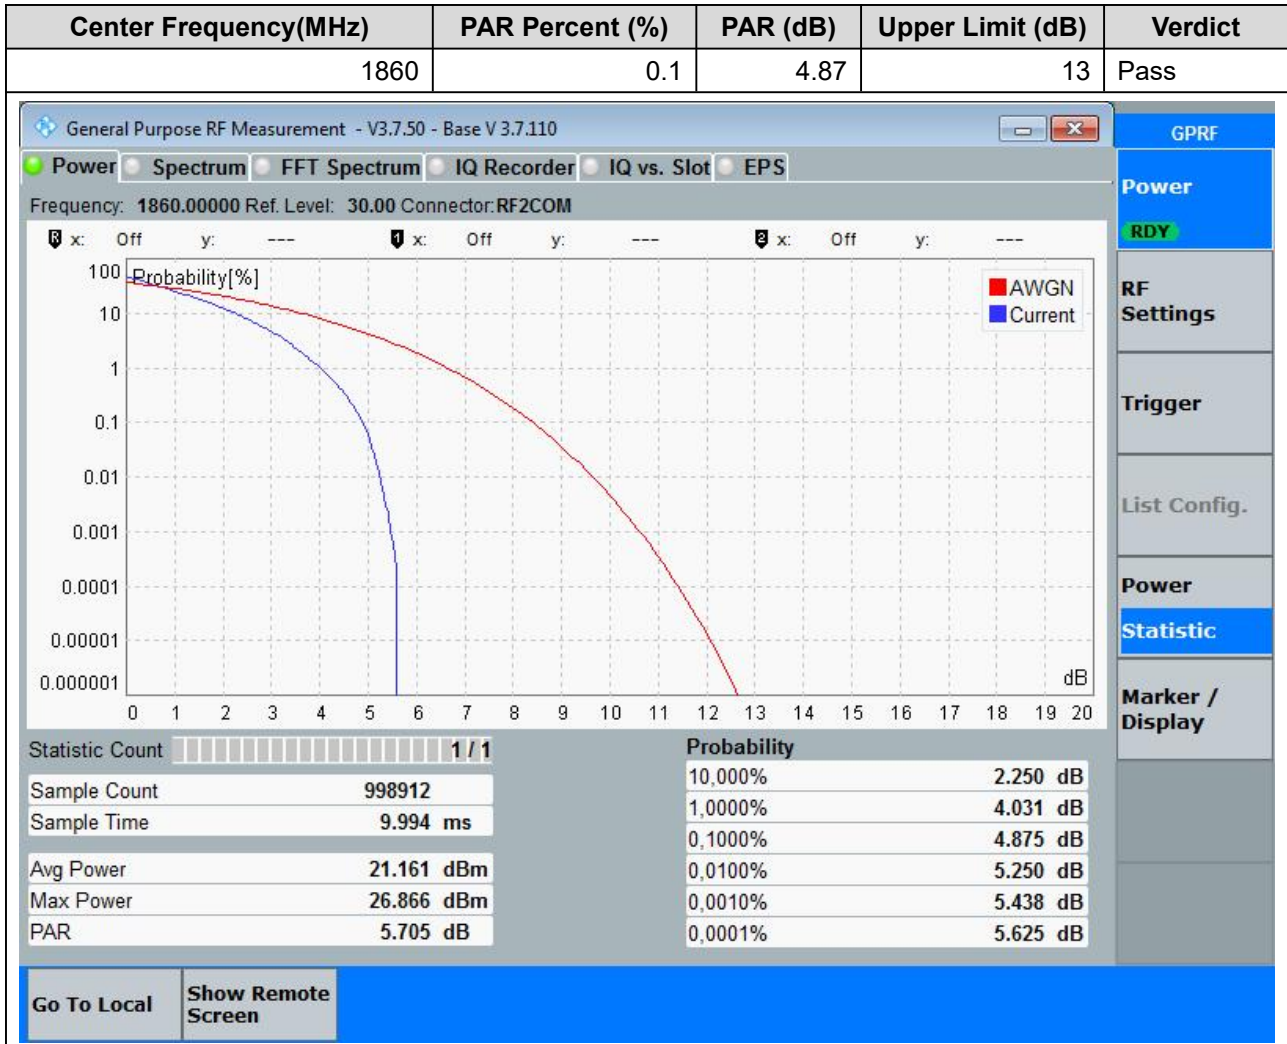 Center Frequency(MHz) PAR Percent (%) PAR (dB) Upper Limit (dB) Verdict
1860 0.1 4.87 13 Pass
General Purpose RF Measurement - V3.7.50 - Base V 3.7.110
GPRF
Power Spectrum FFT Spectrum IQ Recorder IQ vs. Slot EPS
Frequency: 1860.00000 Ref. Level: 30.00 Connector:RF2COM
R x: Off y: --- 1 x: Off y: --- 2 x: Off y: ---
Power
RDY
RF
Settings
Trigger
List Config.
Power
Statistic
Marker /
Display
Probability[%]
AWGN
Current
100
10
1
0.1
0.01
0.001
0.0001
0.00001
0.000001
dB
0 1 2 3 4 5 6 7 8 9 10 11 12 13 14 15 16 17 18 19 20
Statistic Count 1 / 1
Sample Count 998912
Sample Time 9.994 ms
Avg Power 21.161 dBm
Max Power 26.866 dBm
PAR 5.705 dB
Probability
10,000% 2.250 dB
1,0000% 4.031 dB
0,1000% 4.875 dB
0,0100% 5.250 dB
0,0010% 5.438 dB
0,0001% 5.625 dB
Go To Local
Show Remote
Screen